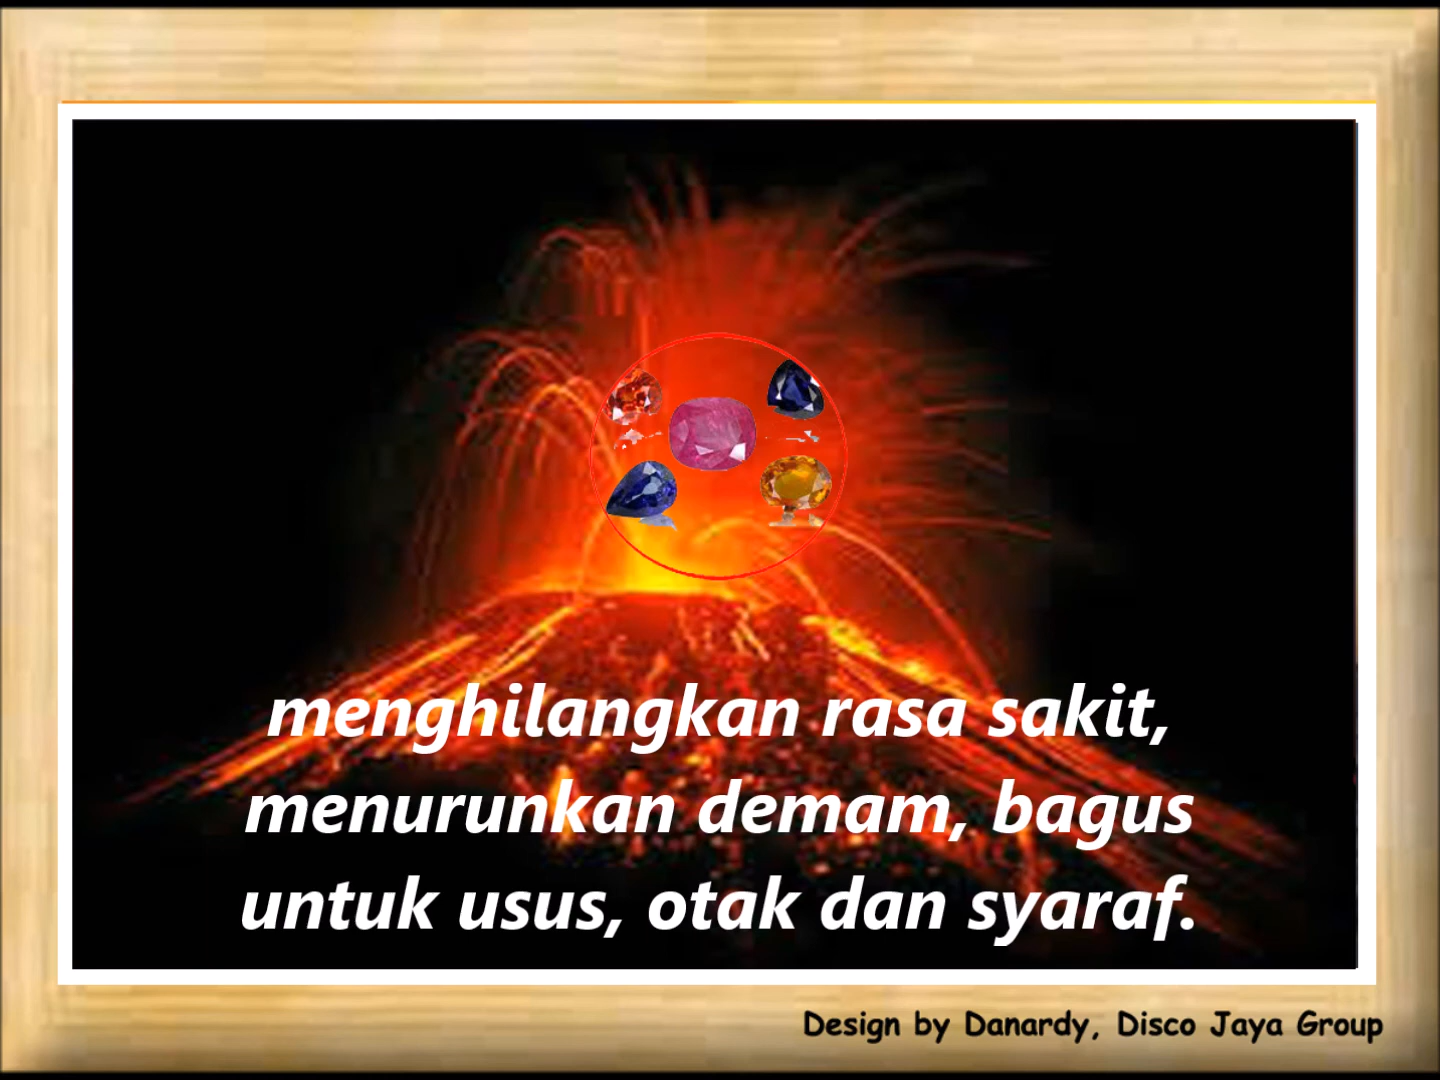 menghilangkan rasa sakit,
menurunkan demam, bagus
untuk usus, otak dan syaraf.
Design by Danardy, Disco Jaya Group